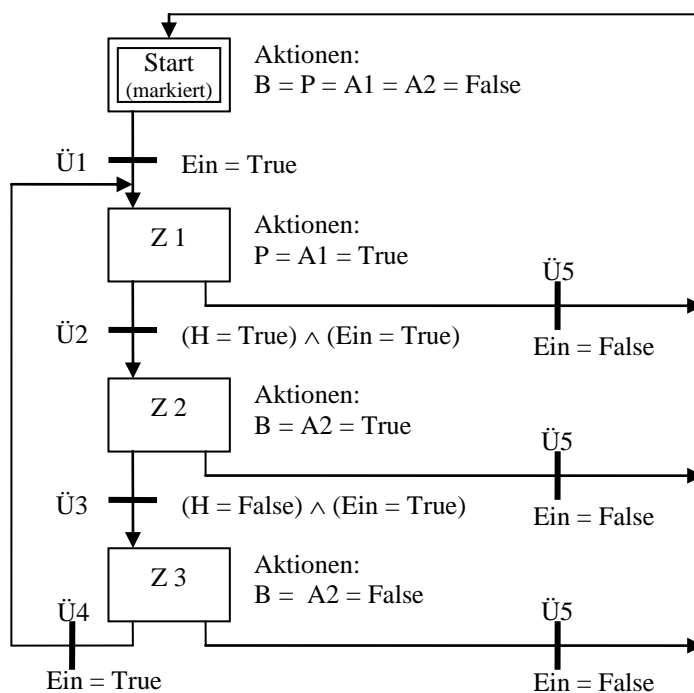 Start
(markiert)
Aktionen:
B = P = A1 = A2 = False
Ü1
Ein = True
Z 1
Aktionen:
P = A1 = True
Ü5
Ein = False
Ü2
(H = True) ∧ (Ein = True)
Z 2
Aktionen:
B = A2 = True
Ü5
Ein = False
Ü3
(H = False) ∧ (Ein = True)
Z 3
Aktionen:
B = A2 = False
Ü5
Ein = False
Ü4
Ein = True